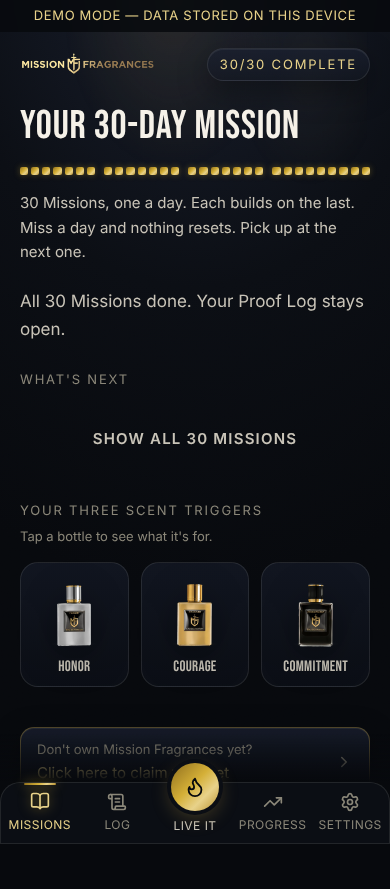 DEMO MODE — DATA STORED ON THIS DEVICE
MISSION FRAGRANCES
30/30 COMPLETE
YOUR 30-DAY MISSION
30 Missions, one a day. Each builds on the last.
Miss a day and nothing resets. Pick up at the
next one.
All 30 Missions done. Your Proof Log stays
open.
WHAT'S NEXT
SHOW ALL 30 MISSIONS
YOUR THREE SCENT TRIGGERS
Tap a bottle to see what it's for.
HONOR
COURAGE
COMMITMENT
Don't own Mission Fragrances yet?
Click here to claim
MISSIONS
LOG
LIVE IT
PROGRESS
SETTINGS